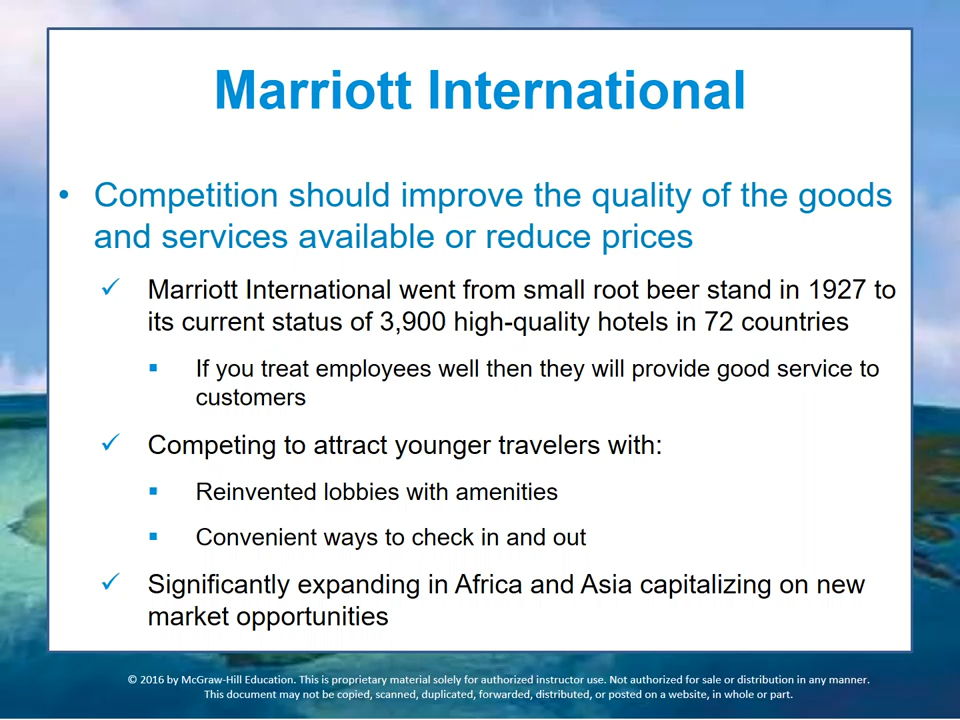 Marriott International
• Competition should improve the quality of the goods
and services available or reduce prices
✓ Marriott International went from small root beer stand in 1927 to
its current status of 3,900 high-quality hotels in 72 countries
▪ If you treat employees well then they will provide good service to
customers
✓ Competing to attract younger travelers with:
▪ Reinvented lobbies with amenities
▪ Convenient ways to check in and out
✓ Significantly expanding in Africa and Asia capitalizing on new
market opportunities
© 2016 by McGraw-Hill Education. This is proprietary material solely for authorized instructor use. Not authorized for sale or distribution in any manner.
This document may not be copied, scanned, duplicated, forwarded, distributed, or posted on a website, in whole or part.